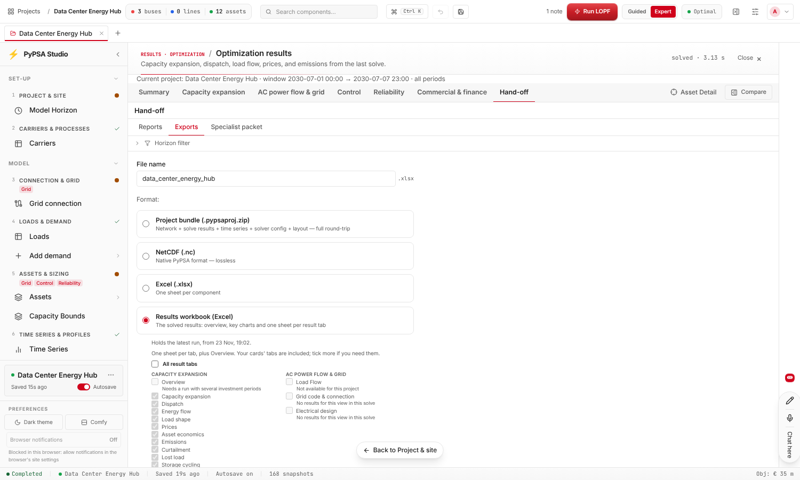 Projects / Data Center Energy Hub 3 buses 0 lines 12 assets Search components... Ctrl K 1 note Run LOPF Guided Expert Optimal A
Data Center Energy Hub
PyPSA Studio
SET-UP
1 PROJECT & SITE
Model Horizon
2 CARRIERS & PROCESSES
Carriers
MODEL
3 CONNECTION & GRID
Grid
Grid connection
4 LOADS & DEMAND
Loads
Add demand
5 ASSETS & SIZING
Grid Control Reliability
Assets
Capacity Bounds
6 TIME SERIES & PROFILES
Time Series
Data Center Energy Hub
Saved 15s ago Autosave
PREFERENCES
Dark theme Comfy
Browser notifications Off
Blocked in this browser: allow notifications in the
browser's site settings
RESULTS · OPTIMIZATION / Optimization results
Capacity expansion, dispatch, load flow, prices, and emissions from the last solve.
solved · 3.13 s Close ×
Current project: Data Center Energy Hub · window 2030-07-01 00:00 → 2030-07-07 23:00 · all periods
Summary Capacity expansion AC power flow & grid Control Reliability Commercial & finance Hand-off Asset Detail Compare
Hand-off
Reports Exports Specialist packet
Horizon filter
File name
data_center_energy_hub .xlsx
Format:
Project bundle (.pypsaproj.zip)
Network + solve results + time series + solver config + layout — full round-trip
NetCDF (.nc)
Native PyPSA format — lossless
Excel (.xlsx)
One sheet per component
Results workbook (Excel)
The solved results: overview, key charts and one sheet per result tab
Holds the latest run, from 23 Nov, 19:02.
One sheet per tab, plus Overview. Your cards' tabs are included; tick more if you need them.
All result tabs
CAPACITY EXPANSION
Overview
Needs a run with several investment periods
Capacity expansion
Dispatch
Energy flow
Load shape
Prices
Asset economics
Emissions
Curtailment
Lost load
Storage cycling
AC POWER FLOW & GRID
Load Flow
Not available for this project
Grid code & connection
No results for this view in this solve
Electrical design
No results for this view in this solve
Back to Project & site
Chat here
Completed Data Center Energy Hub Saved 19s ago Autosave on 168 snapshots Obj: € 35 m